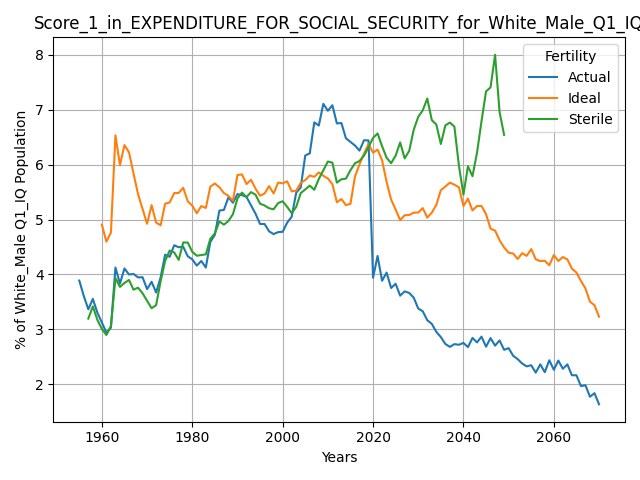 Score_1_in_EXPENDITURE_FOR_SOCIAL_SECURITY_for_White_Male_Q1_IQ
% of White_Male Q1_IQ Population
8
7
6
5
4
3
2
Fertility
Actual
Ideal
Sterile
1960
1980
2000
2020
2040
2060
Years